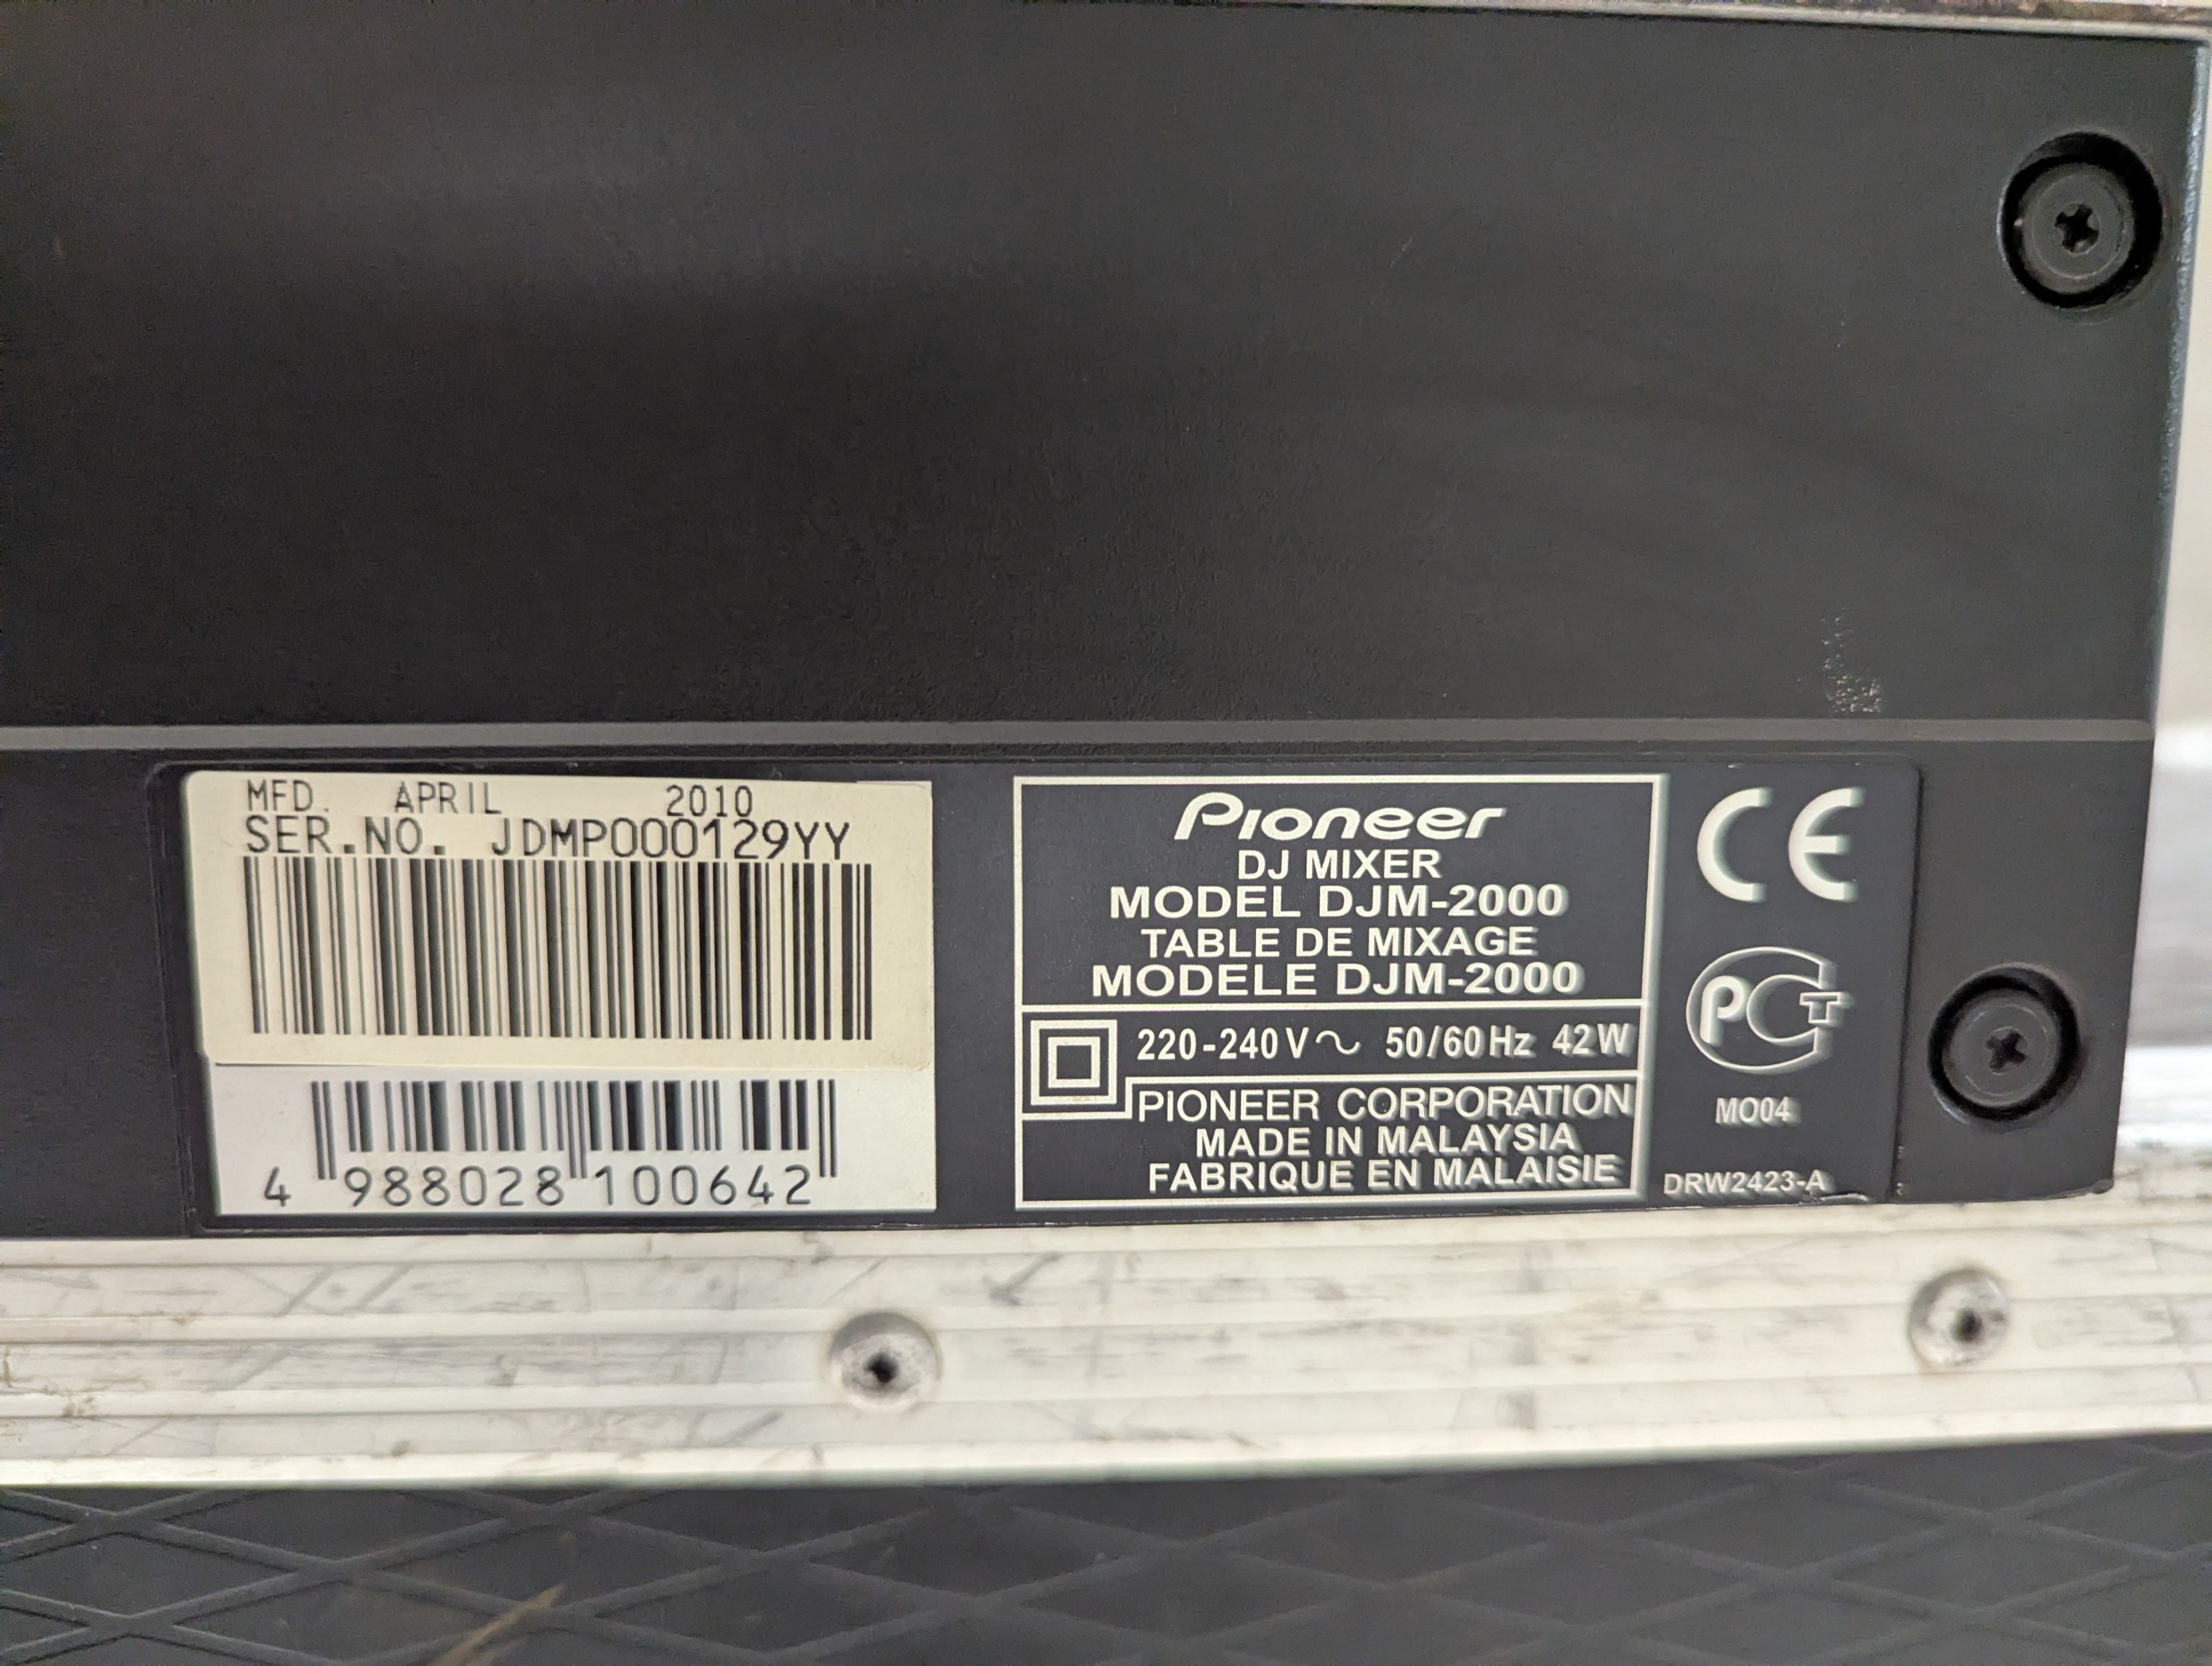 MFD. APRIL 2010
SER.NO. JDMP000129YY
4 988028 100642
Pioneer
DJ MIXER
MODEL DJM-2000
TABLE DE MIXAGE
MODELE DJM-2000
220-240V~ 50/60Hz 42W
PIONEER CORPORATION
MADE IN MALAYSIA
FABRIQUE EN MALAISIE
CE
РСТ
MO04
DRW2423-A